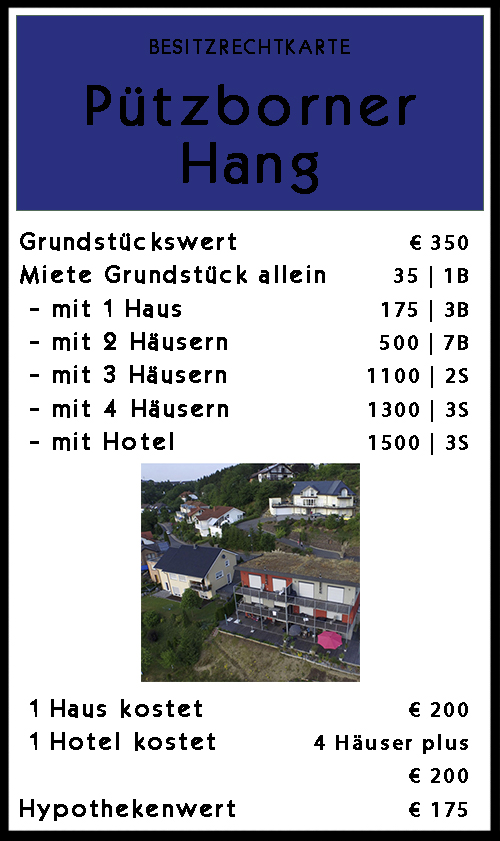 BESITZRECHTKARTE
Pützborner
Hang
Grundstückswert € 350
Miete Grundstück allein 35 | 1B
- mit 1 Haus 175 | 3B
- mit 2 Häusern 500 | 7B
- mit 3 Häusern 1100 | 2S
- mit 4 Häusern 1300 | 3S
- mit Hotel 1500 | 3S
1 Haus kostet € 200
1 Hotel kostet 4 Häuser plus
€ 200
Hypothekenwert € 175